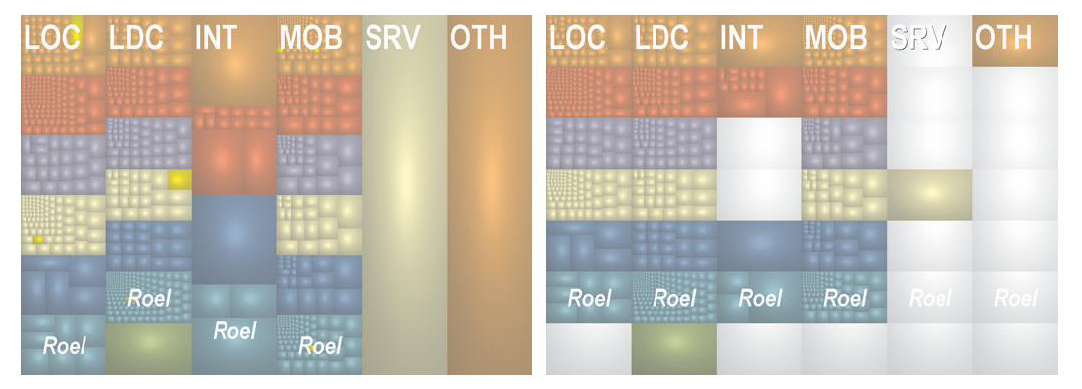 LOC LDC INT MOB SRV OTH
Roel
Roel
Roel
Roel
LOC LDC INT MOB SRV OTH
Roel Roel Roel Roel Roel Roel